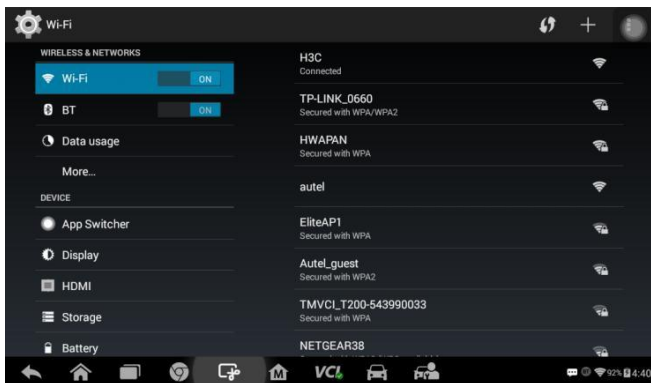 Wi-Fi
WIRELESS & NETWORKS
Wi-Fi ON
BT ON
Data usage
More...
DEVICE
App Switcher
Display
HDMI
Storage
Battery
H3C
Connected
TP-LINK_0660
Secured with WPA/WPA2
HWAPAN
Secured with WPA
autel
EliteAP1
Secured with WPA
Autel_guest
Secured with WPA2
TMVCI_T200-543990033
Secured with WPA
NETGEAR38
M VCI 92% 4:40